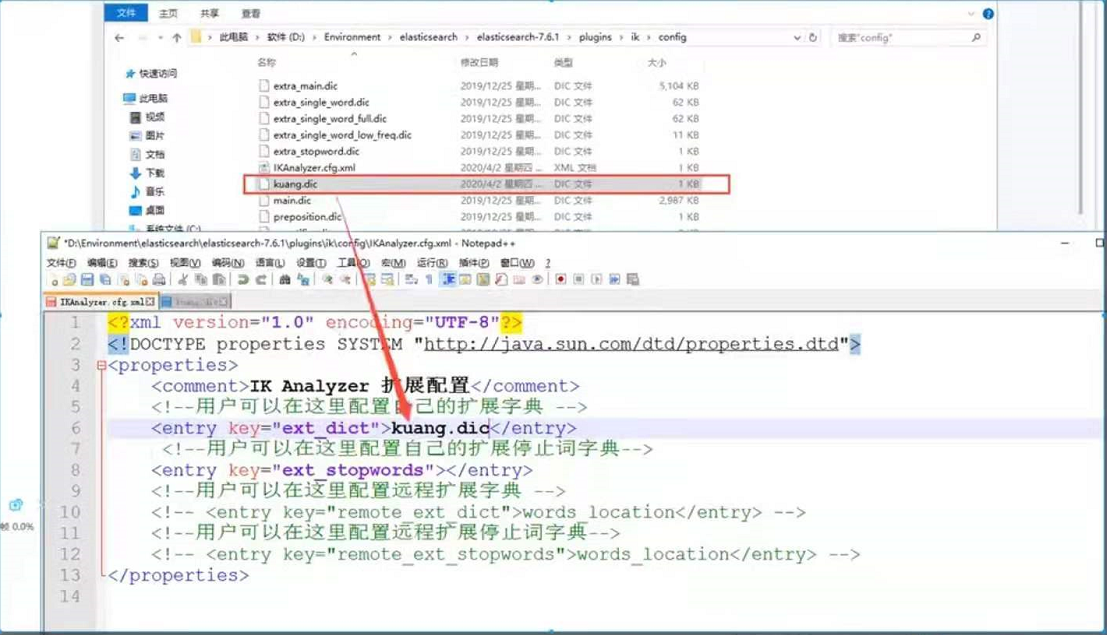 文件 主页 共享 查看
此电脑 > 软件 (D:) > Environment > elasticsearch > elasticsearch-7.6.1 > plugins > ik > config
搜索"config"
名称 修改日期 类型 大小
快速访问
此电脑
视频
图片
文档
下载
音乐
桌面
系统文件 (C:)
extra_main.dic 2019/12/25 星期... DIC 文件 5,104 KB
extra_single_word.dic 2019/12/25 星期... DIC 文件 62 KB
extra_single_word_full.dic 2019/12/25 星期... DIC 文件 62 KB
extra_single_word_low_freq.dic 2019/12/25 星期... DIC 文件 11 KB
extra_stopword.dic 2019/12/25 星期... DIC 文件 1 KB
IKAnalyzer.cfg.xml 2020/4/2 星期四 ... XML 文档 1 KB
kuang.dic 2020/4/2 星期四 ... DIC 文件 1 KB
main.dic 2019/12/25 星期... DIC 文件 2,987 KB
preposition.dic 2019/12/25 星期... DIC 文件 1 KB
*D:\Environment\elasticsearch\elasticsearch-7.6.1\plugins\ik\config\IKAnalyzer.cfg.xml - Notepad++
文件(F) 编辑(E) 搜索(S) 视图(V) 编码(N) 语言(L) 设置(T) 工具(O) 宏(M) 运行(R) 插件(P) 窗口(W) ?
IKAnalyzer.cfg.xml kuang.dic
1 <?xml version="1.0" encoding="UTF-8"?>
2 <!DOCTYPE properties SYSTEM "http://java.sun.com/dtd/properties.dtd">
3 <properties>
4 <comment>IK Analyzer 扩展配置</comment>
5 <!--用户可以在这里配置自己的扩展字典 -->
6 <entry key="ext_dict">kuang.dic</entry>
7 <!--用户可以在这里配置自己的扩展停止词字典-->
8 <entry key="ext_stopwords"></entry>
9 <!--用户可以在这里配置远程扩展字典 -->
10 <!-- <entry key="remote_ext_dict">words_location</entry> -->
11 <!--用户可以在这里配置远程扩展停止词字典-->
12 <!-- <entry key="remote_ext_stopwords">words_location</entry> -->
13 </properties>
14
帧 0.0%